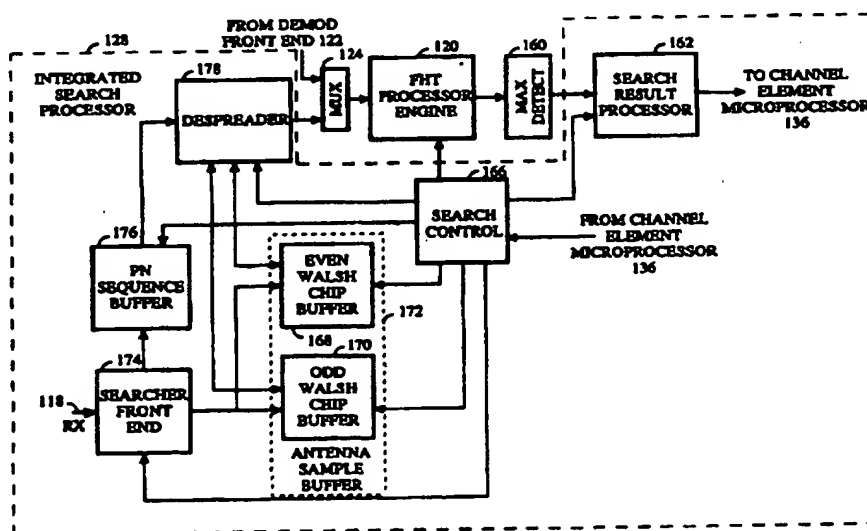 128
INTEGRATED
SEARCH
PROCESSOR
178
DESPREADER
FROM DEMOD
FRONT END 122
124
MUX
120
FHT
PROCESSOR
ENGINE
160
MAX
DETECT
162
SEARCH
RESULT
PROCESSOR
TO CHANNEL
ELEMENT
MICROPROCESSOR
136
166
SEARCH
CONTROL
FROM CHANNEL
ELEMENT
MICROPROCESSOR
136
176
PN
SEQUENCE
BUFFER
EVEN
WALSH
CHIP
BUFFER
168
172
170
ODD
WALSH
CHIP
BUFFER
ANTENNA
SAMPLE
BUFFER
174
SEARCHER
FRONT
END
118
RX